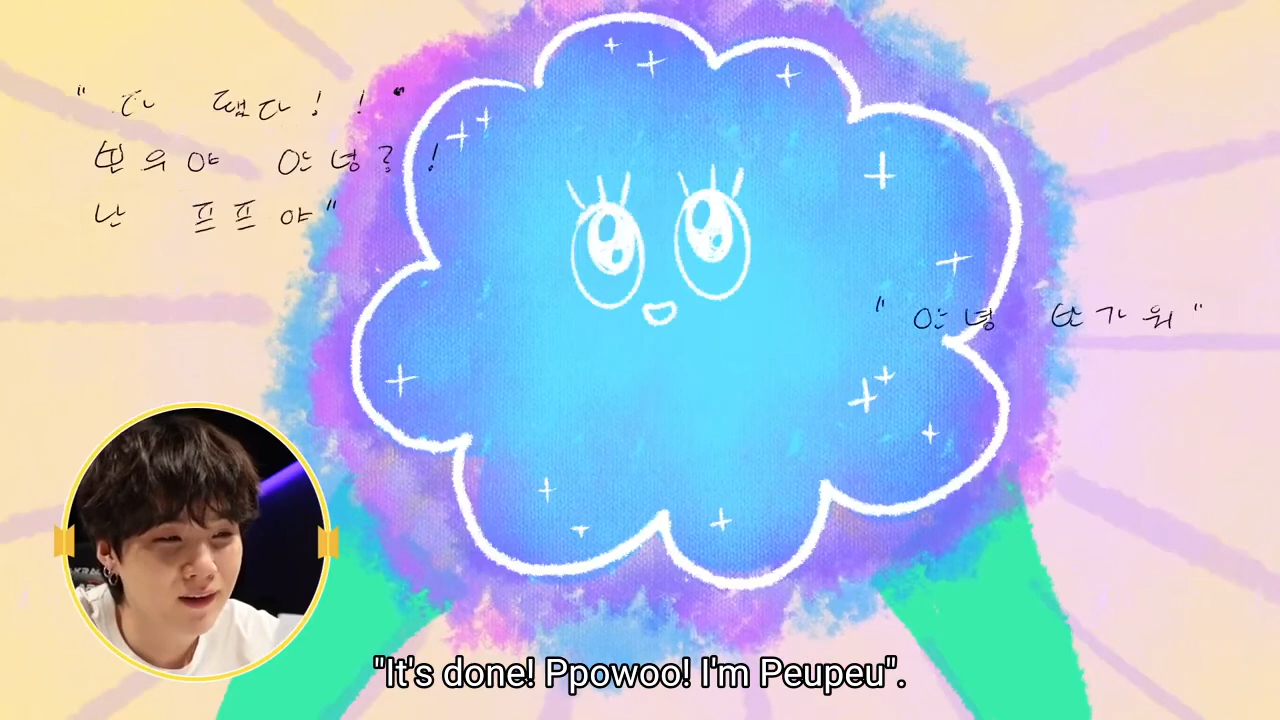 " 다 됐다!! "
뽀우야 안녕?!
난 프프야"
" 안녕 반가워 "
"It's done! Ppowoo! I'm Peupeu".